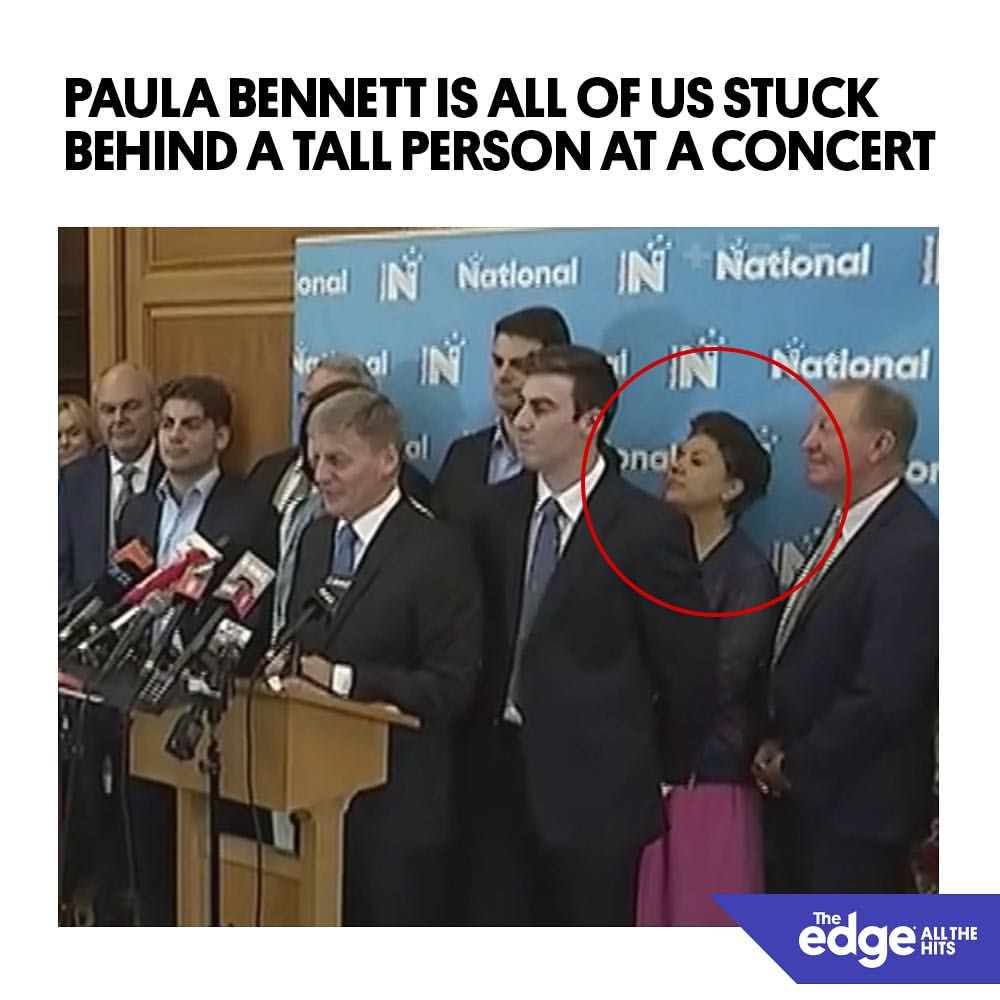 PAULA BENNETT IS ALL OF US STUCK
BEHIND A TALL PERSON AT A CONCERT
onal N National N National
N National
onal
The
edge
ALL THE
HITS